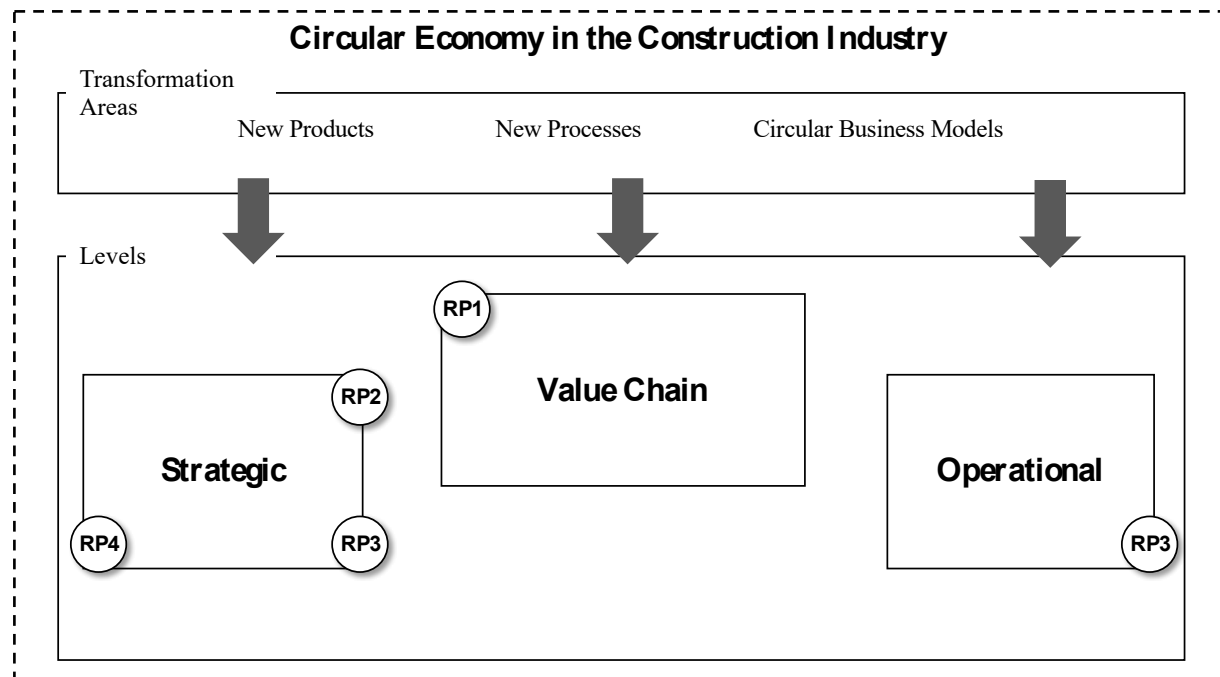 Circular Economy in the Construction Industry
Transformation
Areas
New Products
New Processes
Circular Business Models
Levels
RP1
Value Chain
RP2
Strategic
RP4
RP3
Operational
RP3